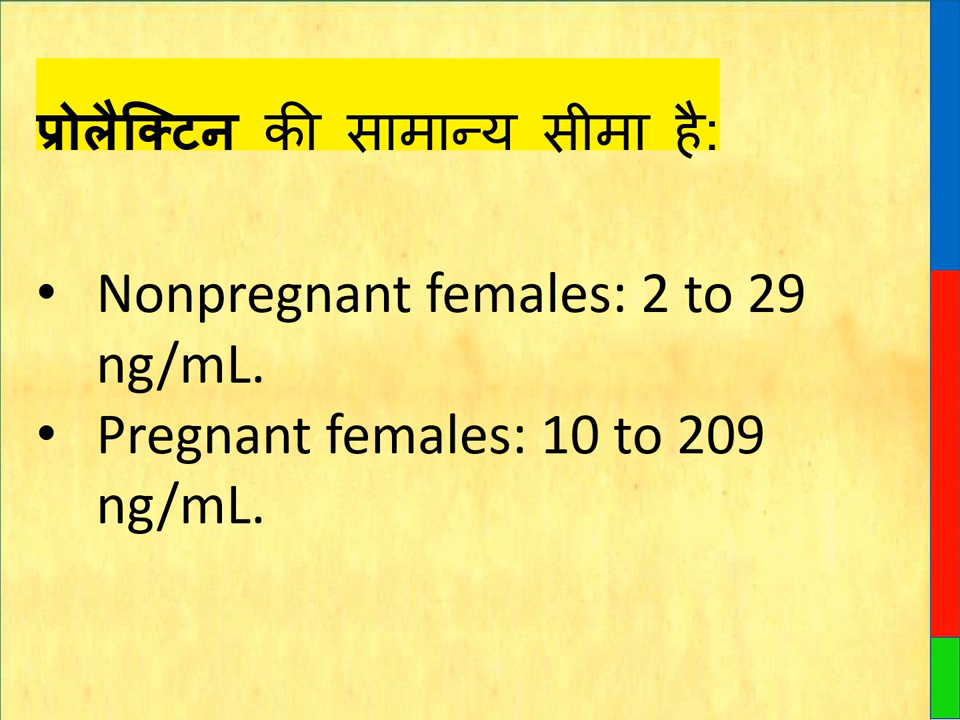 प्रोलैक्टिन की सामान्य सीमा है:
• Nonpregnant females: 2 to 29
ng/mL.
• Pregnant females: 10 to 209
ng/mL.